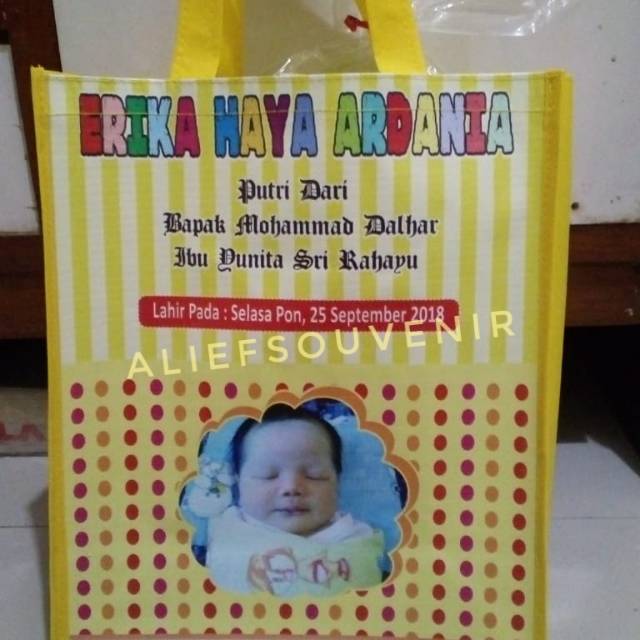 ERIKA HAYA ARDANIA
Putri Dari
Bapak Mohammad Dalhar
Ibu Yunita Sri Rahayu
Lahir Pada : Selasa Pon, 25 September 2018
ALIEFSOUVENIR